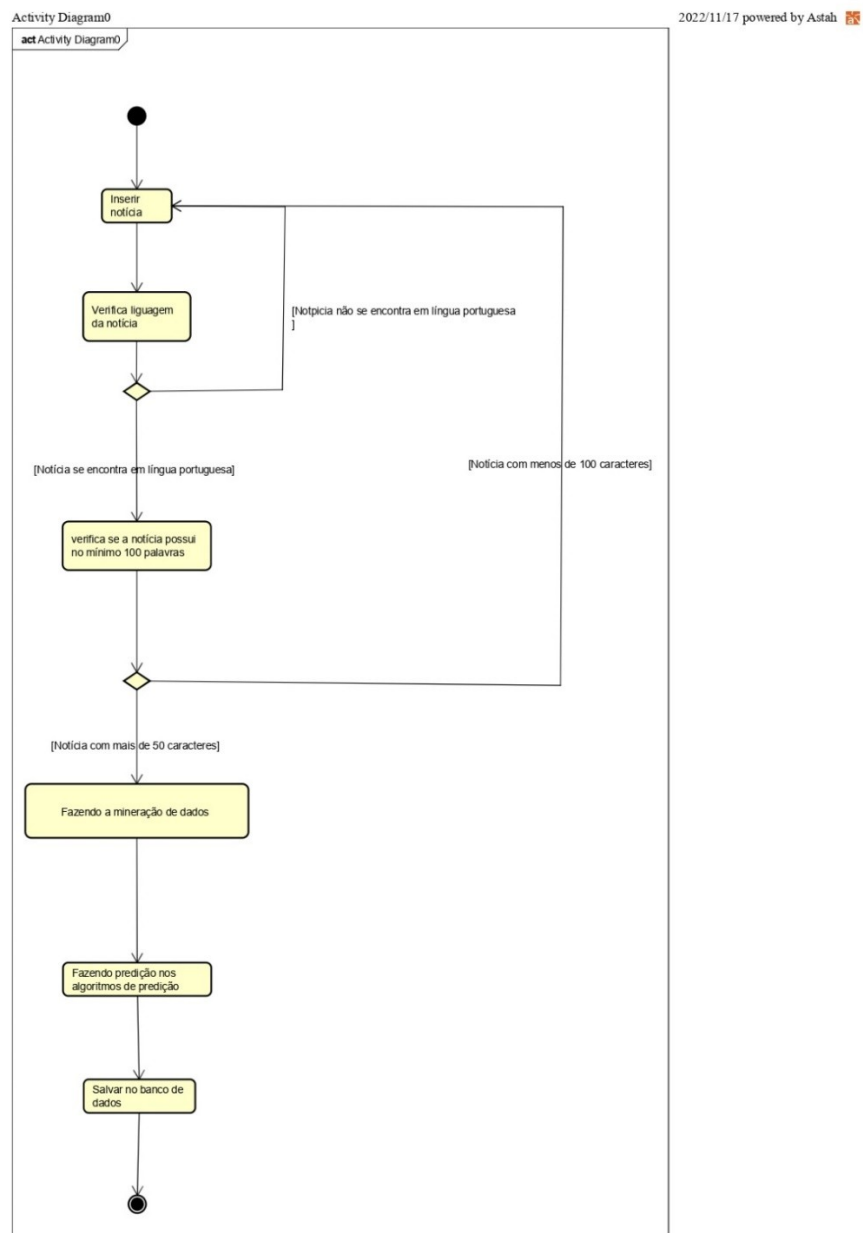 Activity Diagram0
2022/11/17 powered by Astah
act Activity Diagram0
Inserir
notícia
Verifica liguagem
da notícia
[Notpicia não se encontra em língua portuguesa
]
[Notícia se encontra em língua portuguesa]
[Notícia com menos de 100 caracteres]
verifica se a notícia possui
no mínimo 100 palavras
[Notícia com mais de 50 caracteres]
Fazendo a mineração de dados
Fazendo predição nos
algoritmos de predição
Salvar no banco de
dados